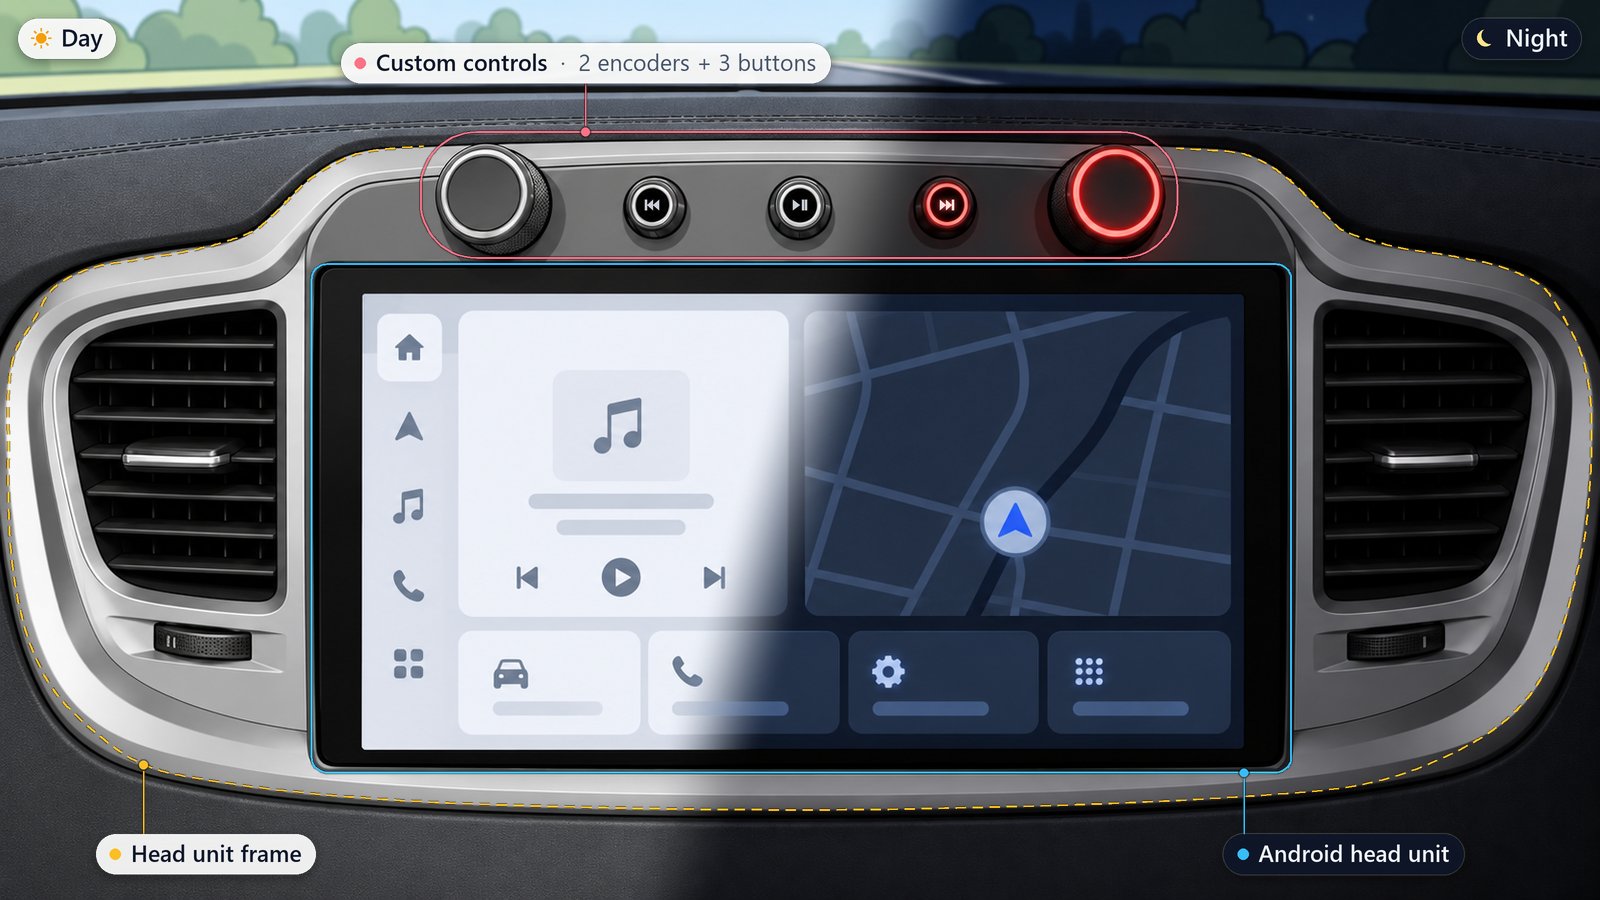 Day
Night
Custom controls · 2 encoders + 3 buttons
Head unit frame
Android head unit